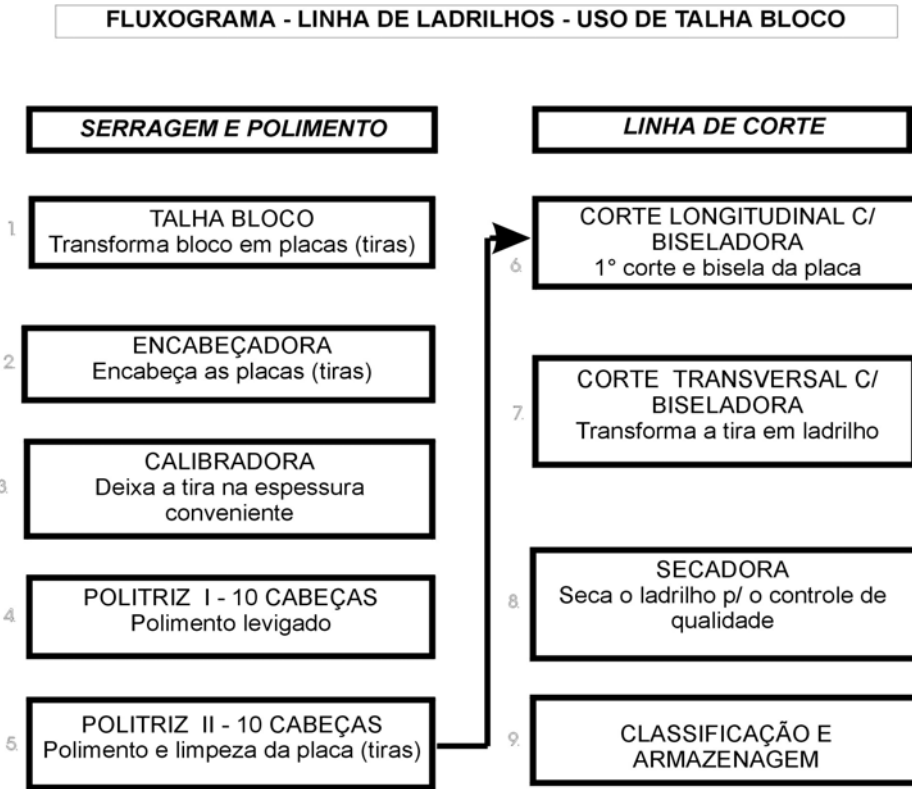 FLUXOGRAMA - LINHA DE LADRILHOS - USO DE TALHA BLOCO
SERRAGEM E POLIMENTO
1.
TALHA BLOCO
Transforma bloco em placas (tiras)
2.
ENCABEÇADORA
Encabeça as placas (tiras)
3.
CALIBRADORA
Deixa a tira na espessura
conveniente
4.
POLITRIZ I - 10 CABEÇAS
Polimento levigado
5.
POLITRIZ II - 10 CABEÇAS
Polimento e limpeza da placa (tiras)
LINHA DE CORTE
6.
CORTE LONGITUDINAL C/
BISELADORA
1° corte e bisela da placa
7.
CORTE TRANSVERSAL C/
BISELADORA
Transforma a tira em ladrilho
8.
SECADORA
Seca o ladrilho p/ o controle de
qualidade
9.
CLASSIFICAÇÃO E
ARMAZENAGEM